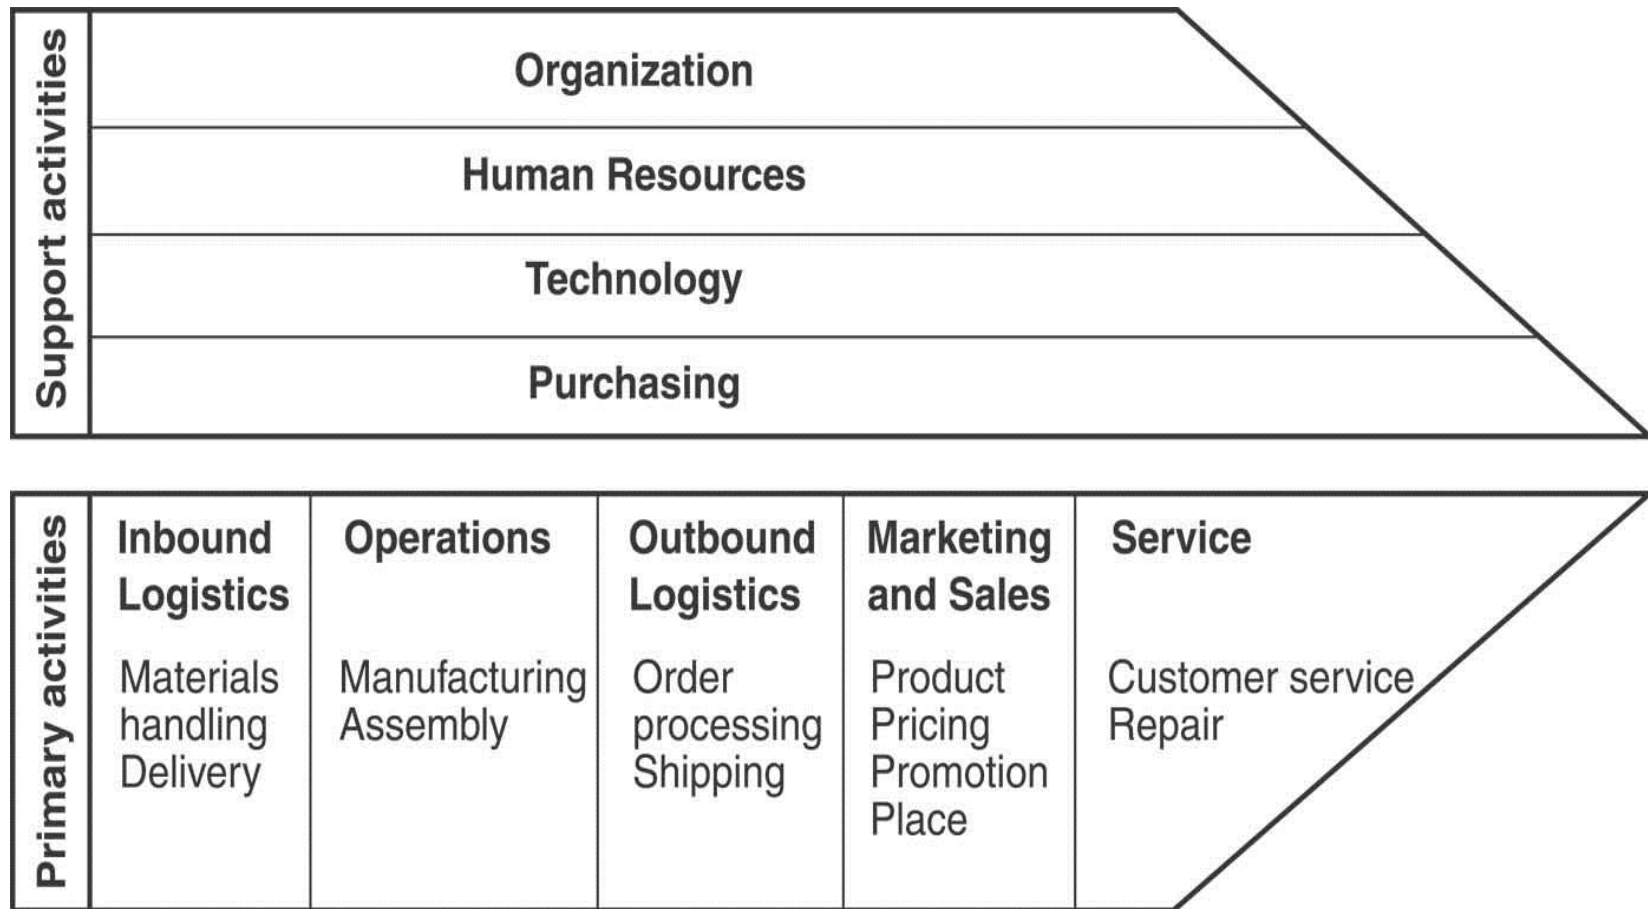 Support activities
Organization
Human Resources
Technology
Purchasing
Primary activities
Inbound
Logistics
Materials
handling
Delivery
Operations
Manufacturing
Assembly
Outbound
Logistics
Order
processing
Shipping
Marketing
and Sales
Product
Pricing
Promotion
Place
Service
Customer service
Repair